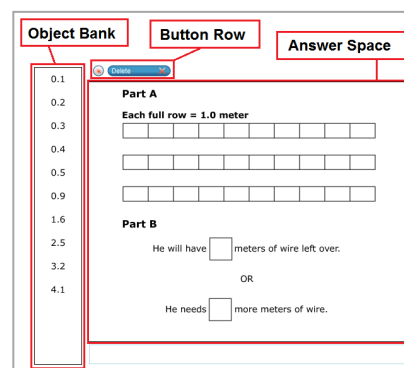 Object Bank
Button Row
Answer Space
Delete
0.1
0.2
0.3
0.4
0.5
0.9
1.6
2.5
3.2
4.1
Part A
Each full row = 1.0 meter
Part B
He will have meters of wire left over.
OR
He needs more meters of wire.